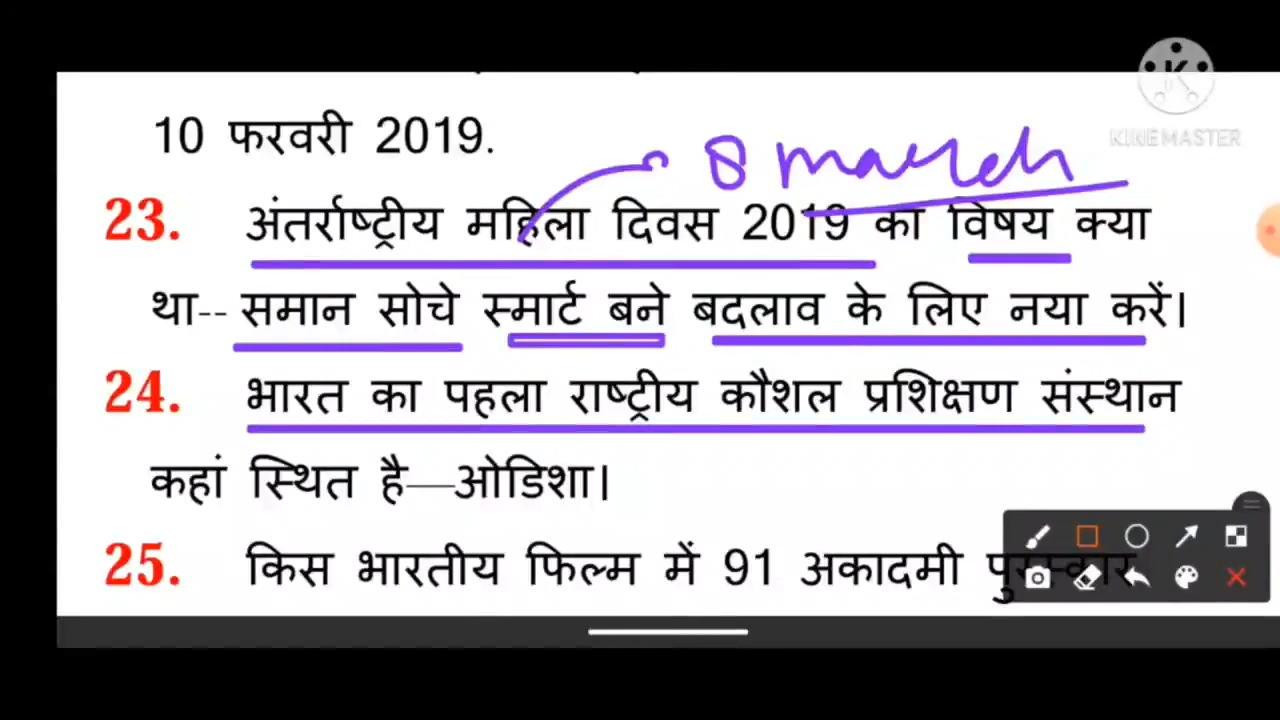 KINEMASTER
10 फरवरी 2019.
8 march
23. अंतर्राष्ट्रीय महिला दिवस 2019 का विषय क्या
था-- समान सोचे स्मार्ट बने बदलाव के लिए नया करें।
24. भारत का पहला राष्ट्रीय कौशल प्रशिक्षण संस्थान
कहां स्थित है—ओडिशा।
25. किस भारतीय फिल्म में 91 अकादमी पुरस्कार